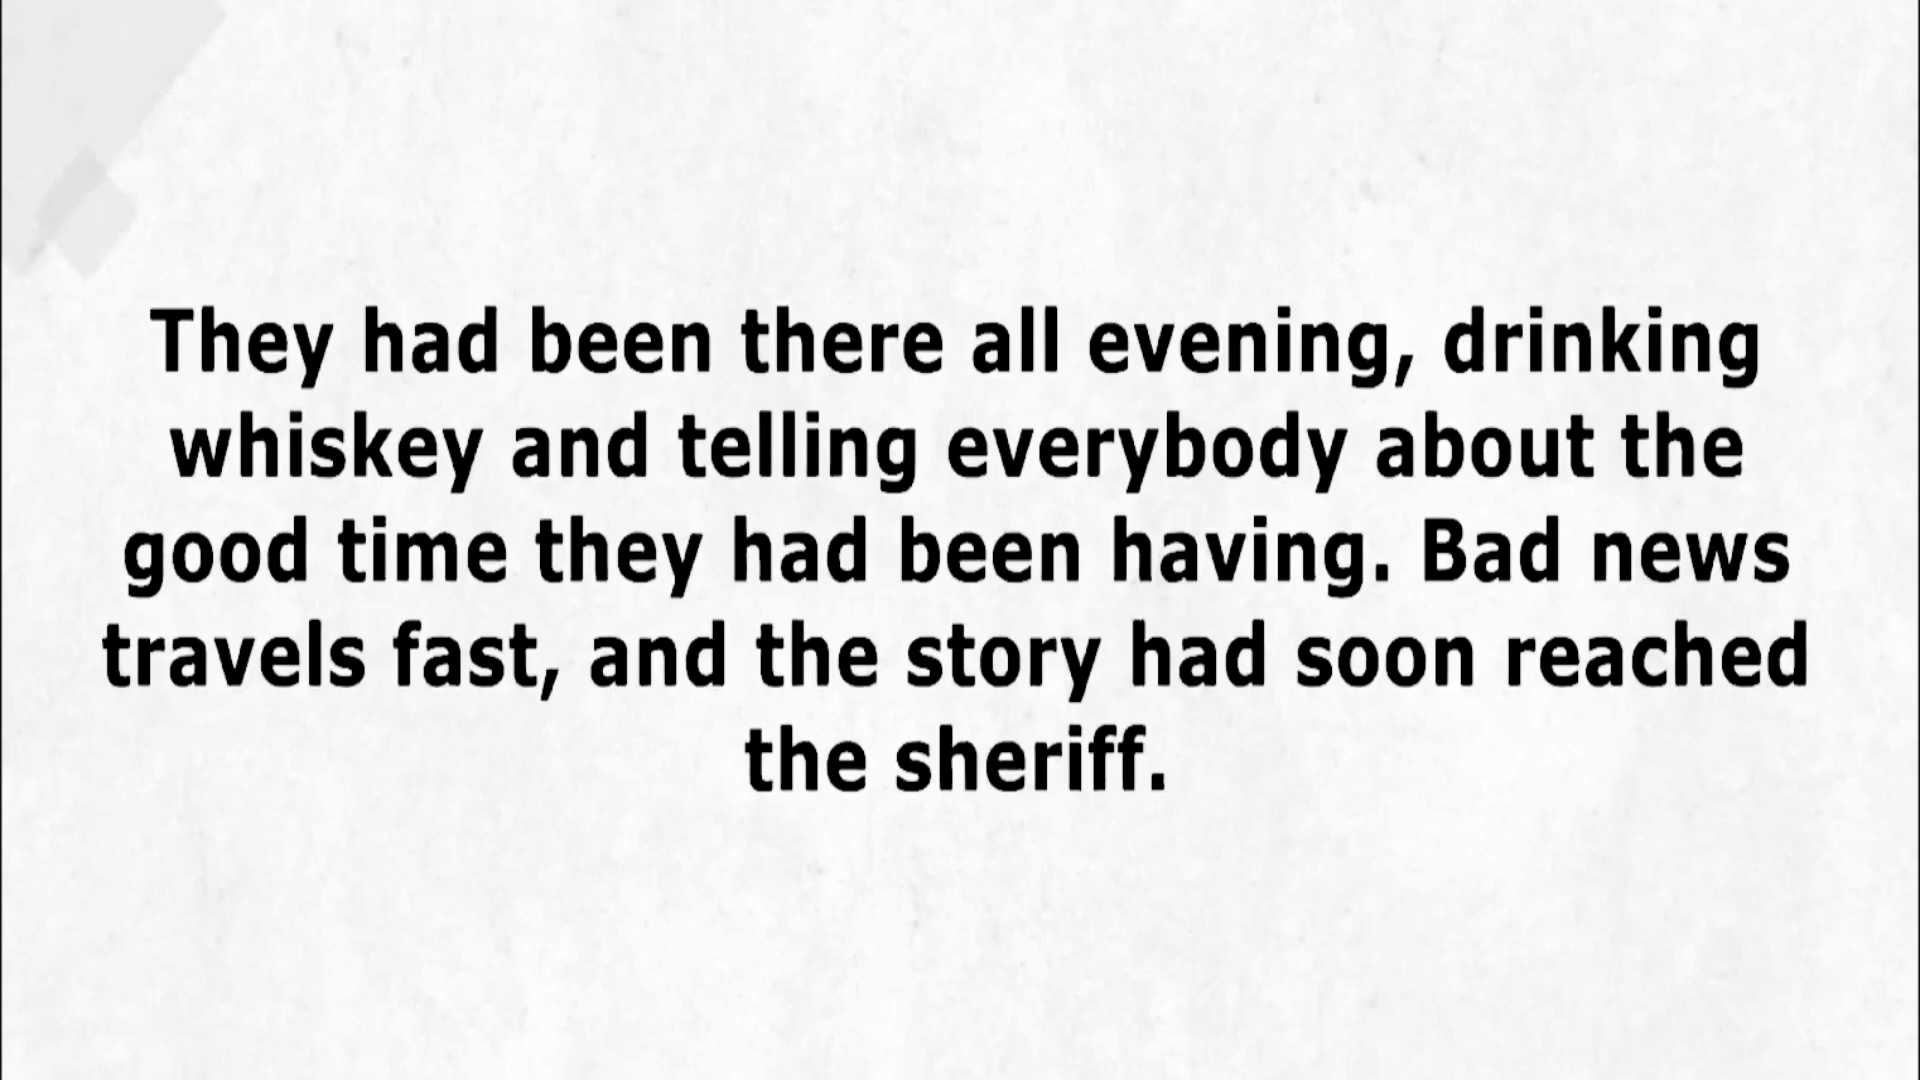 They had been there all evening, drinking
whiskey and telling everybody about the
good time they had been having. Bad news
travels fast, and the story had soon reached
the sheriff.